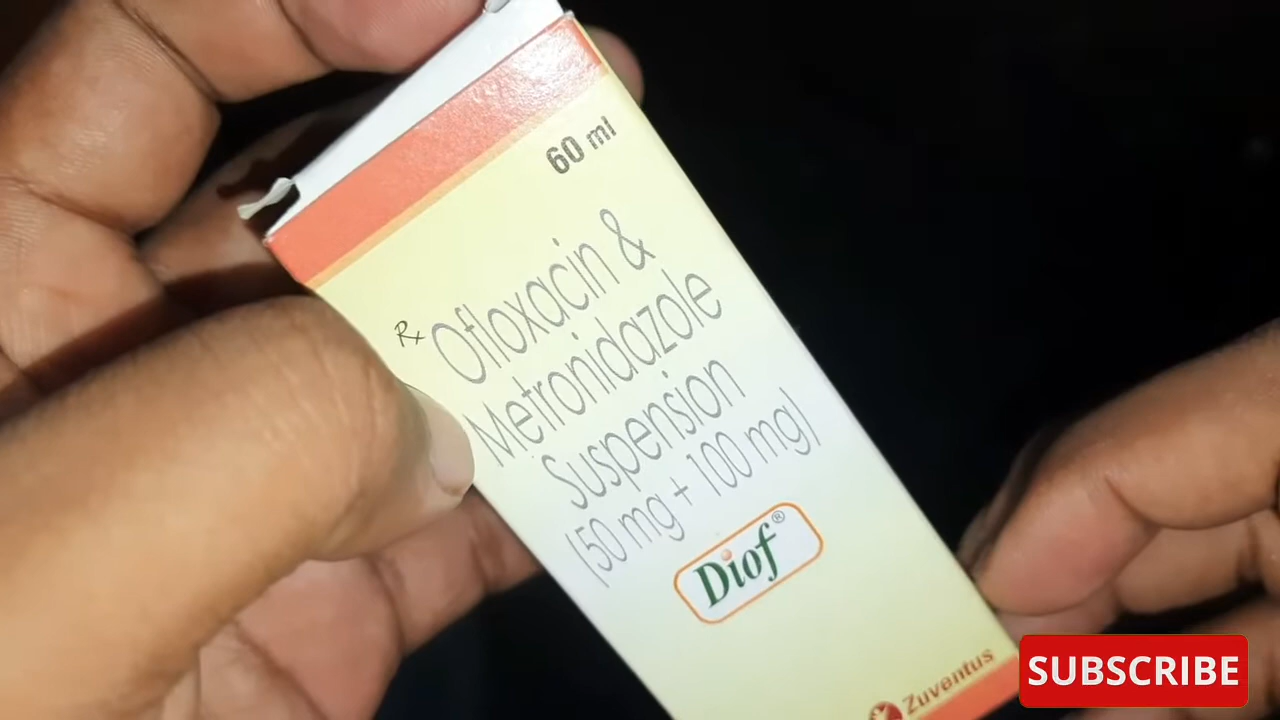 60 ml
Rx Ofloxacin &
Metronidazole
Suspension
(50 mg + 100 mg)
Diof®
Zuventus
SUBSCRIBE